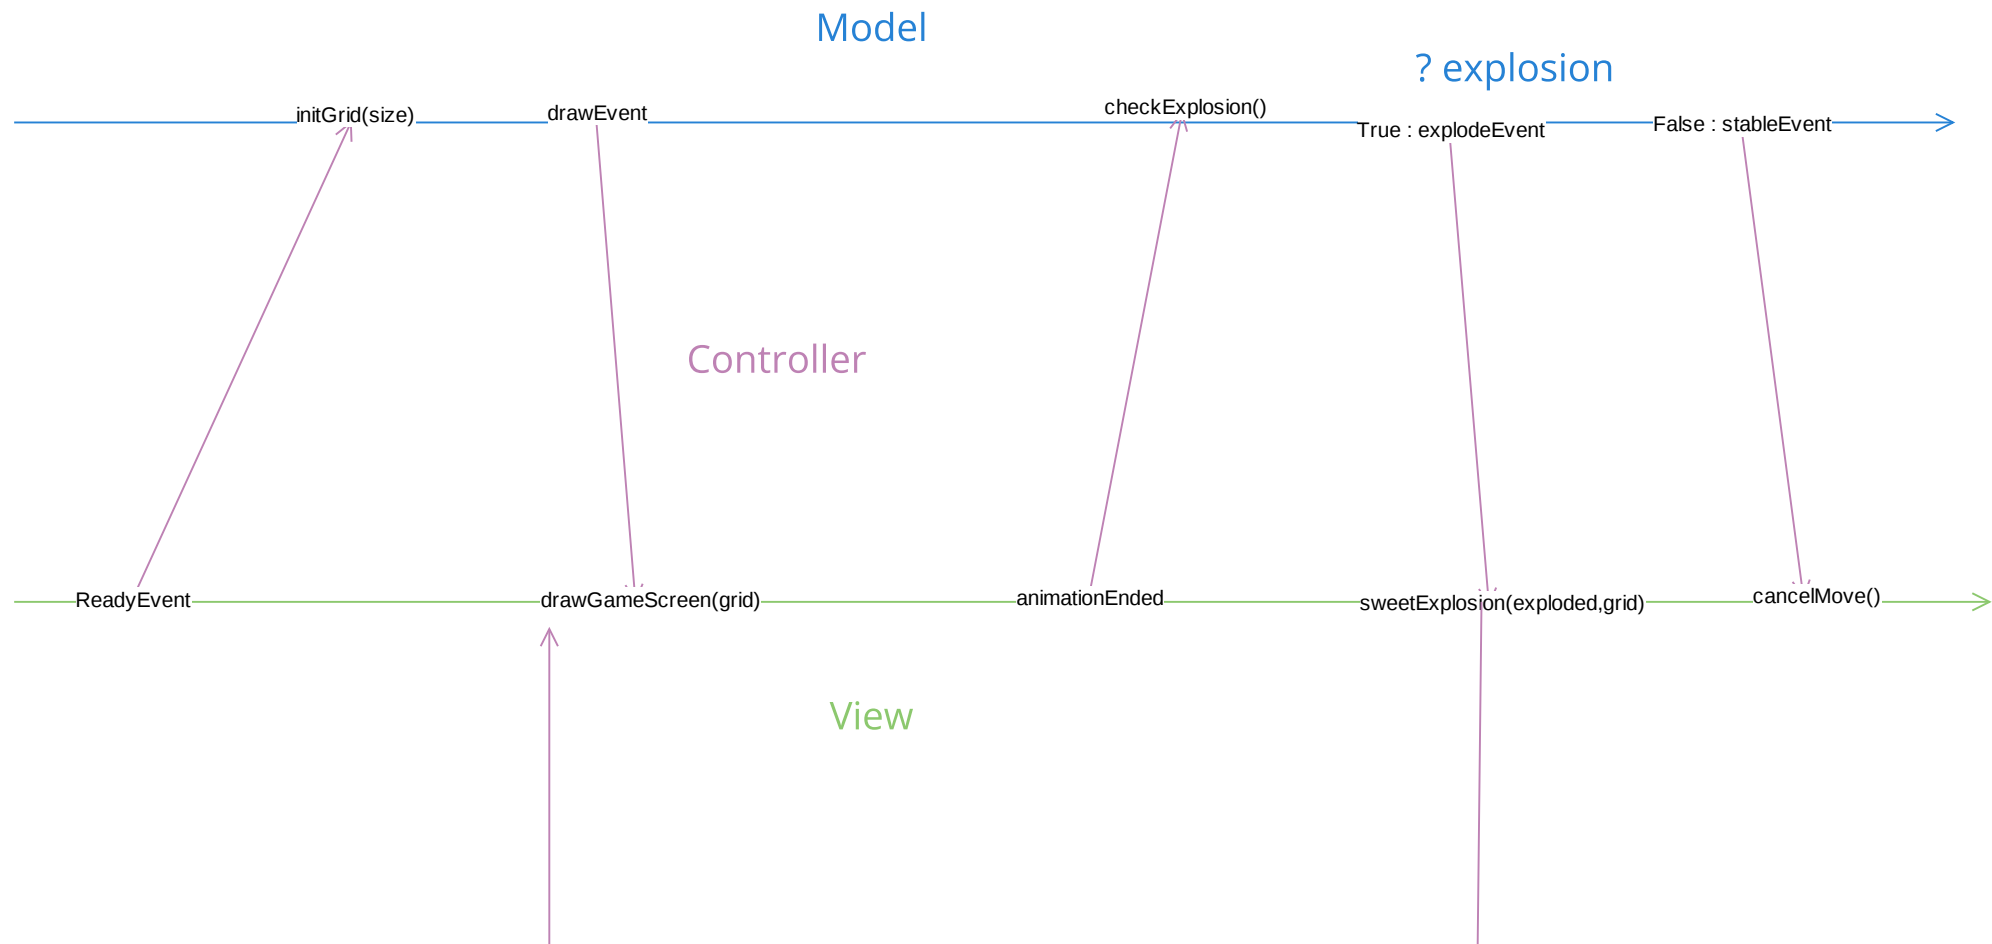 Model
? explosion
initGrid(size)
drawEvent
checkExplosion()
True : explodeEvent
False : stableEvent
Controller
ReadyEvent
drawGameScreen(grid)
animationEnded
sweetExplosion(exploded,grid)
cancelMove()
View